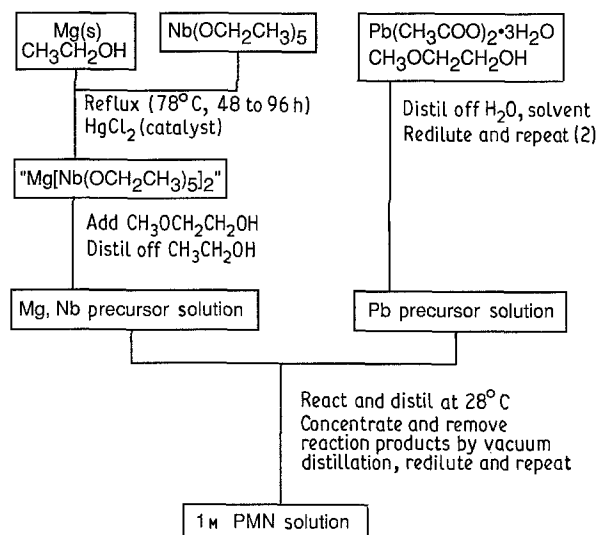 Mg(s)
CH₃CH₂OH
Nb(OCH₂CH₃)₅
Pb(CH₃COO)₂•3H₂O
CH₃OCH₂CH₂OH
Reflux (78°C, 48 to 96 h)
HgCl₂ (catalyst)
Distil off H₂O, solvent
Redilute and repeat (2)
"Mg[Nb(OCH₂CH₃)₅]₂"
Add CH₃OCH₂CH₂OH
Distil off CH₃CH₂OH
Mg, Nb precursor solution
Pb precursor solution
React and distil at 28°C
Concentrate and remove
reaction products by vacuum
distillation, redilute and repeat
1M PMN solution